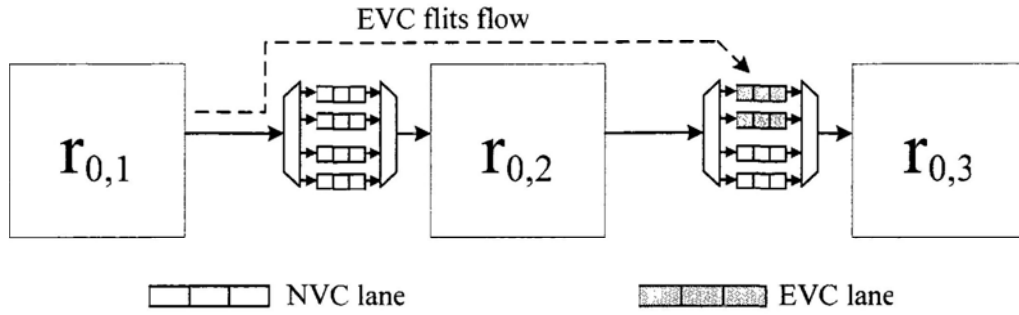 EVC flits flow
r0,1
r0,2
r0,3
NVC lane
EVC lane